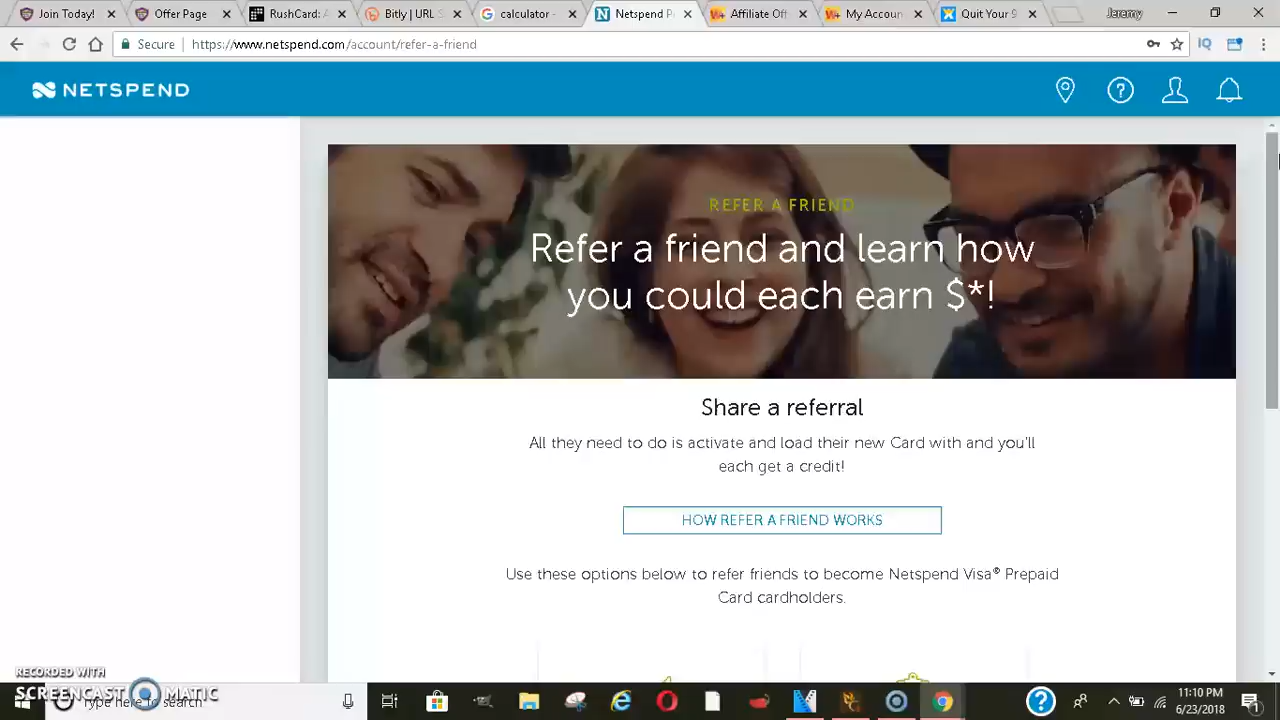 Join Today!
Offer Page
RushCard: A
Bitly | URL S
calculator -
Netspend P
Affiliate Off
My Accoun
Quit Your 9
Jeremy
Secure
https://www.netspend.com/account/refer-a-friend
IQ
NETSPEND
REFER A FRIEND
Refer a friend and learn how
you could each earn $*!
Share a referral
All they need to do is activate and load their new Card with and you'll
each get a credit!
HOW REFER A FRIEND WORKS
Use these options below to refer friends to become Netspend Visa® Prepaid
Card cardholders.
RECORDED WITH
SCREENCAST MATIC
Type here to search
11:10 PM
6/23/2018
1